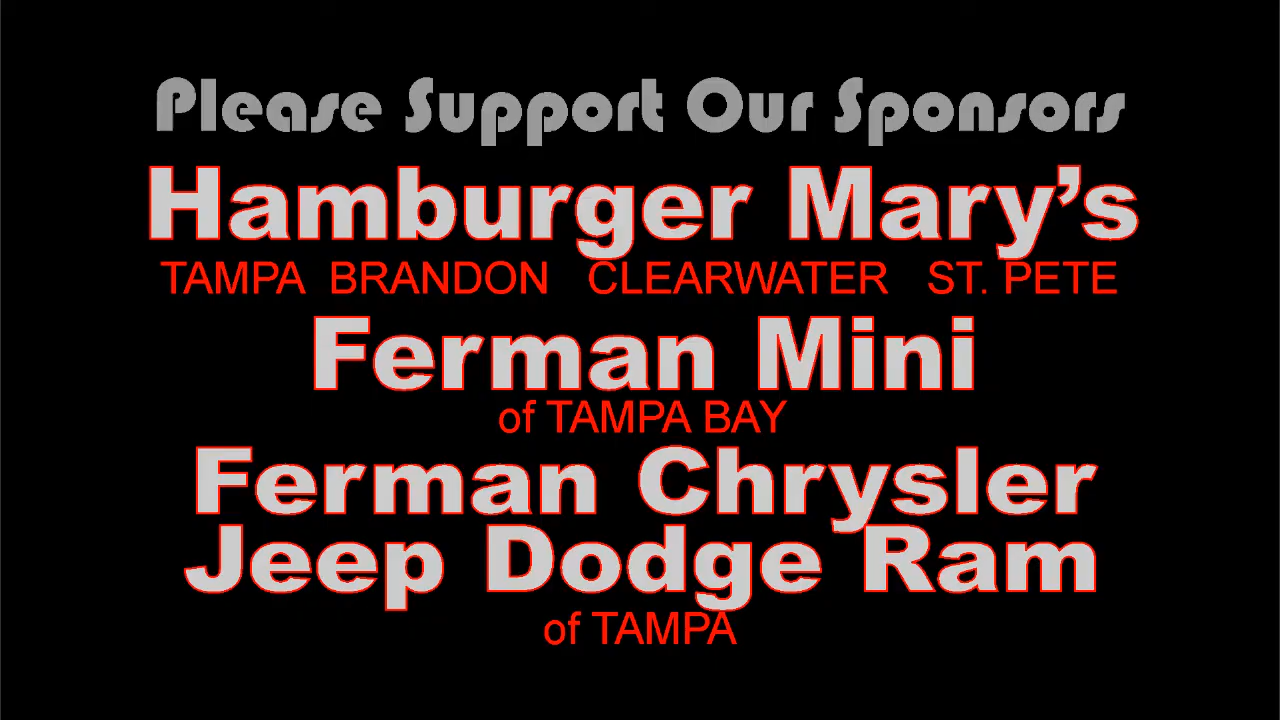 Please Support Our Sponsors
Hamburger Mary’s
TAMPA BRANDON CLEARWATER ST. PETE
Ferman Mini
of TAMPA BAY
Ferman Chrysler
Jeep Dodge Ram
of TAMPA